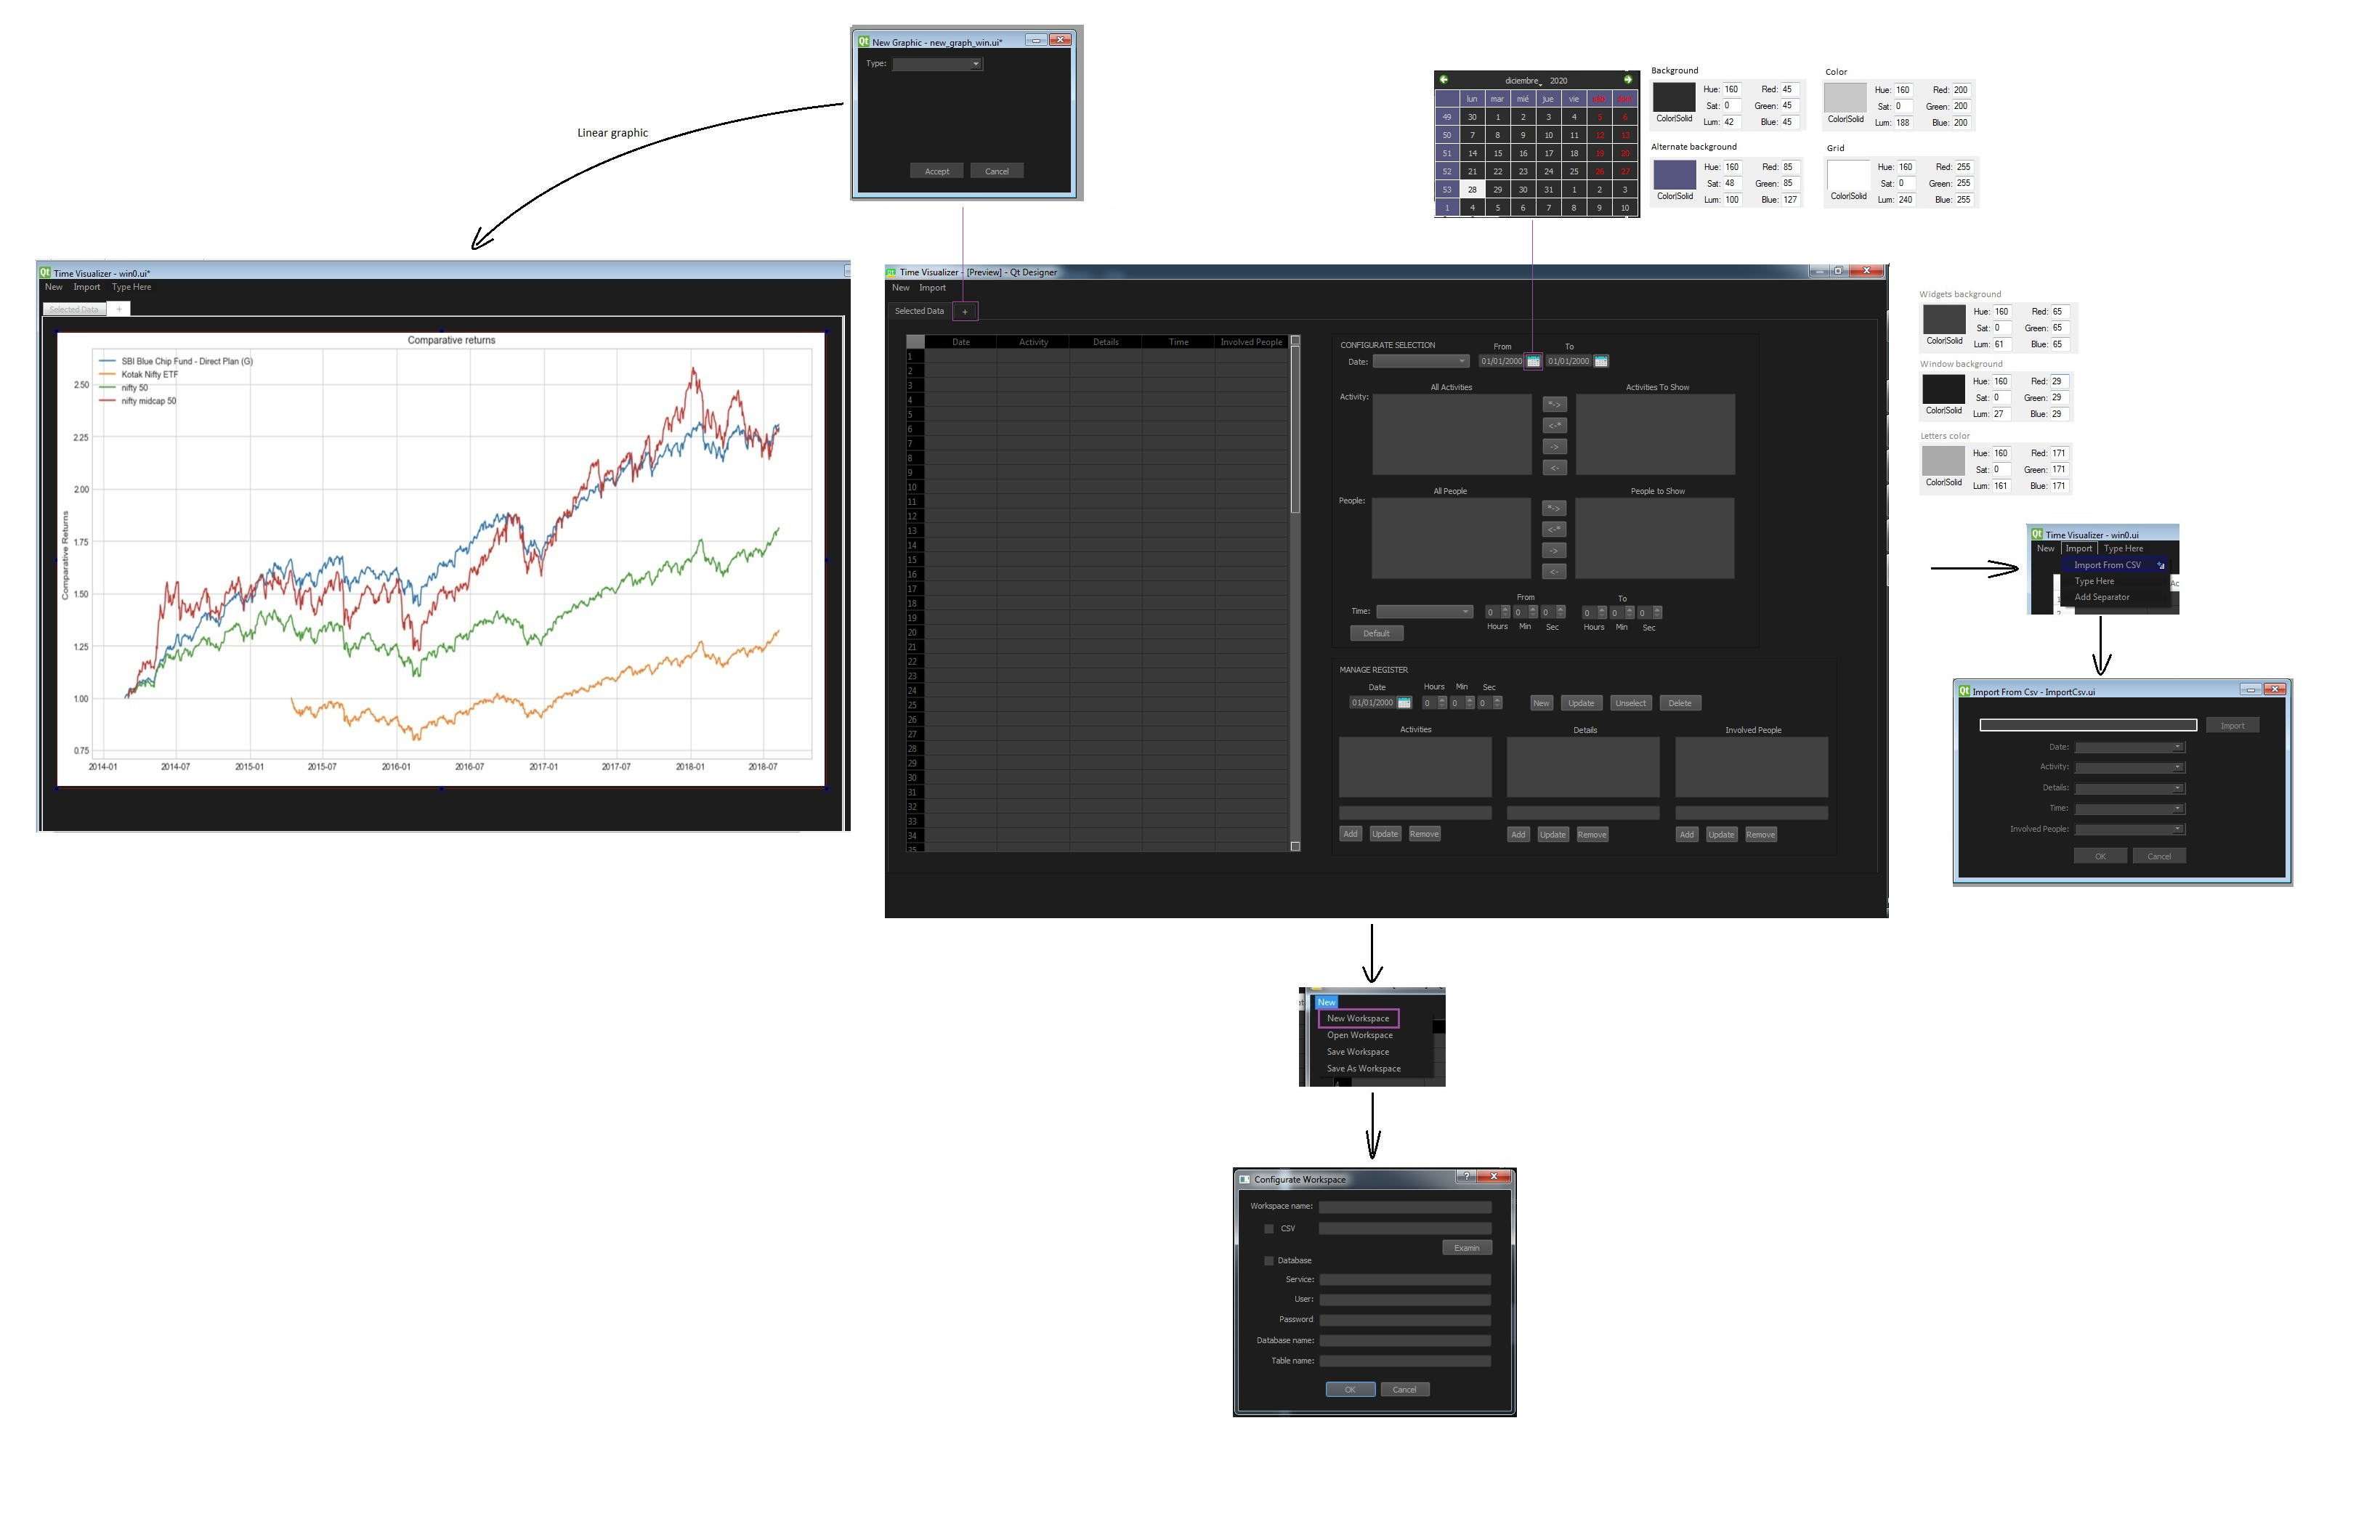 New Graphic - new_graph_win.ui*
Type:
Accept Cancel
Linear graphic
diciembre, 2020
lun mar mié jue vie sáb dom
49 30 1 2 3 4 5 6
50 7 8 9 10 11 12 13
51 14 15 16 17 18 19 20
52 21 22 23 24 25 26 27
53 28 29 30 31 1 2 3
1 4 5 6 7 8 9 10
Background
Hue: 160 Red: 45
Sat: 0 Green: 45
Color|Solid
Lum: 42 Blue: 45
Color
Hue: 160 Red: 200
Sat: 0 Green: 200
Color|Solid
Lum: 188 Blue: 200
Alternate background
Hue: 160 Red: 85
Sat: 48 Green: 85
Color|Solid
Lum: 100 Blue: 127
Grid
Hue: 160 Red: 255
Sat: 0 Green: 255
Color|Solid
Lum: 240 Blue: 255
Time Visualizer - win0.ui*
New Import Type Here
Selected Data +
Comparative returns
SBI Blue Chip Fund - Direct Plan (G)
Kotak Nifty ETF
nifty 50
nifty midcap 50
Comparative Returns
2.50
2.25
2.00
1.75
1.50
1.25
1.00
0.75
2014-01 2014-07 2015-01 2015-07 2016-01 2016-07 2017-01 2017-07 2018-01 2018-07
Time Visualizer - [Preview] - Qt Designer
New Import
Selected Data +
Date Activity Details Time Involved People
1
2
3
4
5
6
7
8
9
10
11
12
13
14
15
16
17
18
19
20
21
22
23
24
25
26
27
28
29
30
31
32
33
34
35
CONFIGURATE SELECTION
From To
Date: 01/01/2000 01/01/2000
All Activities Activities To Show
Activity:
*->
<-*
->
<-
All People People to Show
People:
*->
<-*
->
<-
From To
Time: 0 0 0 0 0 0
Hours Min Sec Hours Min Sec
Default
MANAGE REGISTER
Date Hours Min Sec
01/01/2000 0 0 0 New Update Unselect Delete
Activities Details Involved People
Add Update Remove Add Update Remove Add Update Remove
Widgets background
Hue: 160 Red: 65
Sat: 0 Green: 65
Color|Solid
Lum: 61 Blue: 65
Window background
Hue: 160 Red: 29
Sat: 0 Green: 29
Color|Solid
Lum: 27 Blue: 29
Letters color
Hue: 160 Red: 171
Sat: 0 Green: 171
Color|Solid
Lum: 161 Blue: 171
Time Visualizer - win0.ui
New Import Type Here
Import From CSV
Type Here
Add Separator
Ac
Import From Csv - ImportCsv.ui
Import
Date:
Activity:
Details:
Time:
Involved People:
OK Cancel
New
New Workspace
Open Workspace
Save Workspace
Save As Workspace
Configurate Workspace
Workspace name:
CSV
Examin
Database
Service:
User:
Password
Database name:
Table name:
OK Cancel